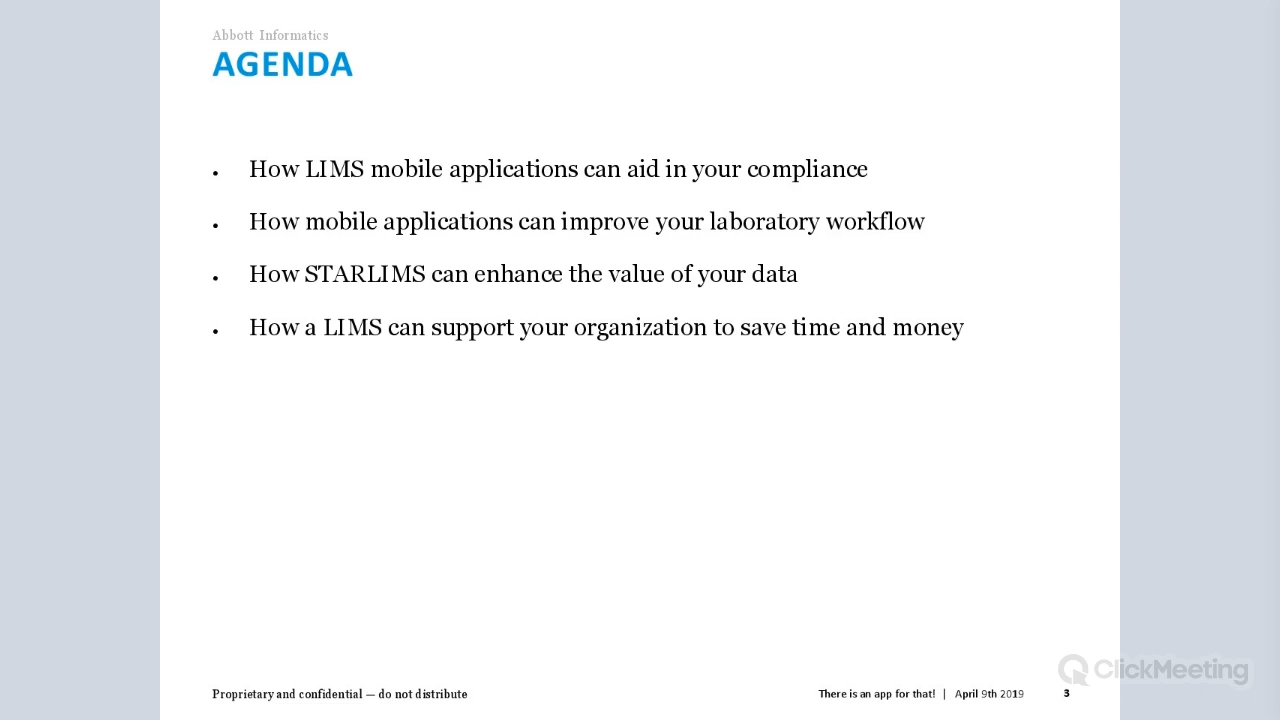 Abbott Informatics
AGENDA
• How LIMS mobile applications can aid in your compliance
• How mobile applications can improve your laboratory workflow
• How STARLIMS can enhance the value of your data
• How a LIMS can support your organization to save time and money
ClickMeeting
Proprietary and confidential — do not distribute
There is an app for that! | April 9th 2019 3